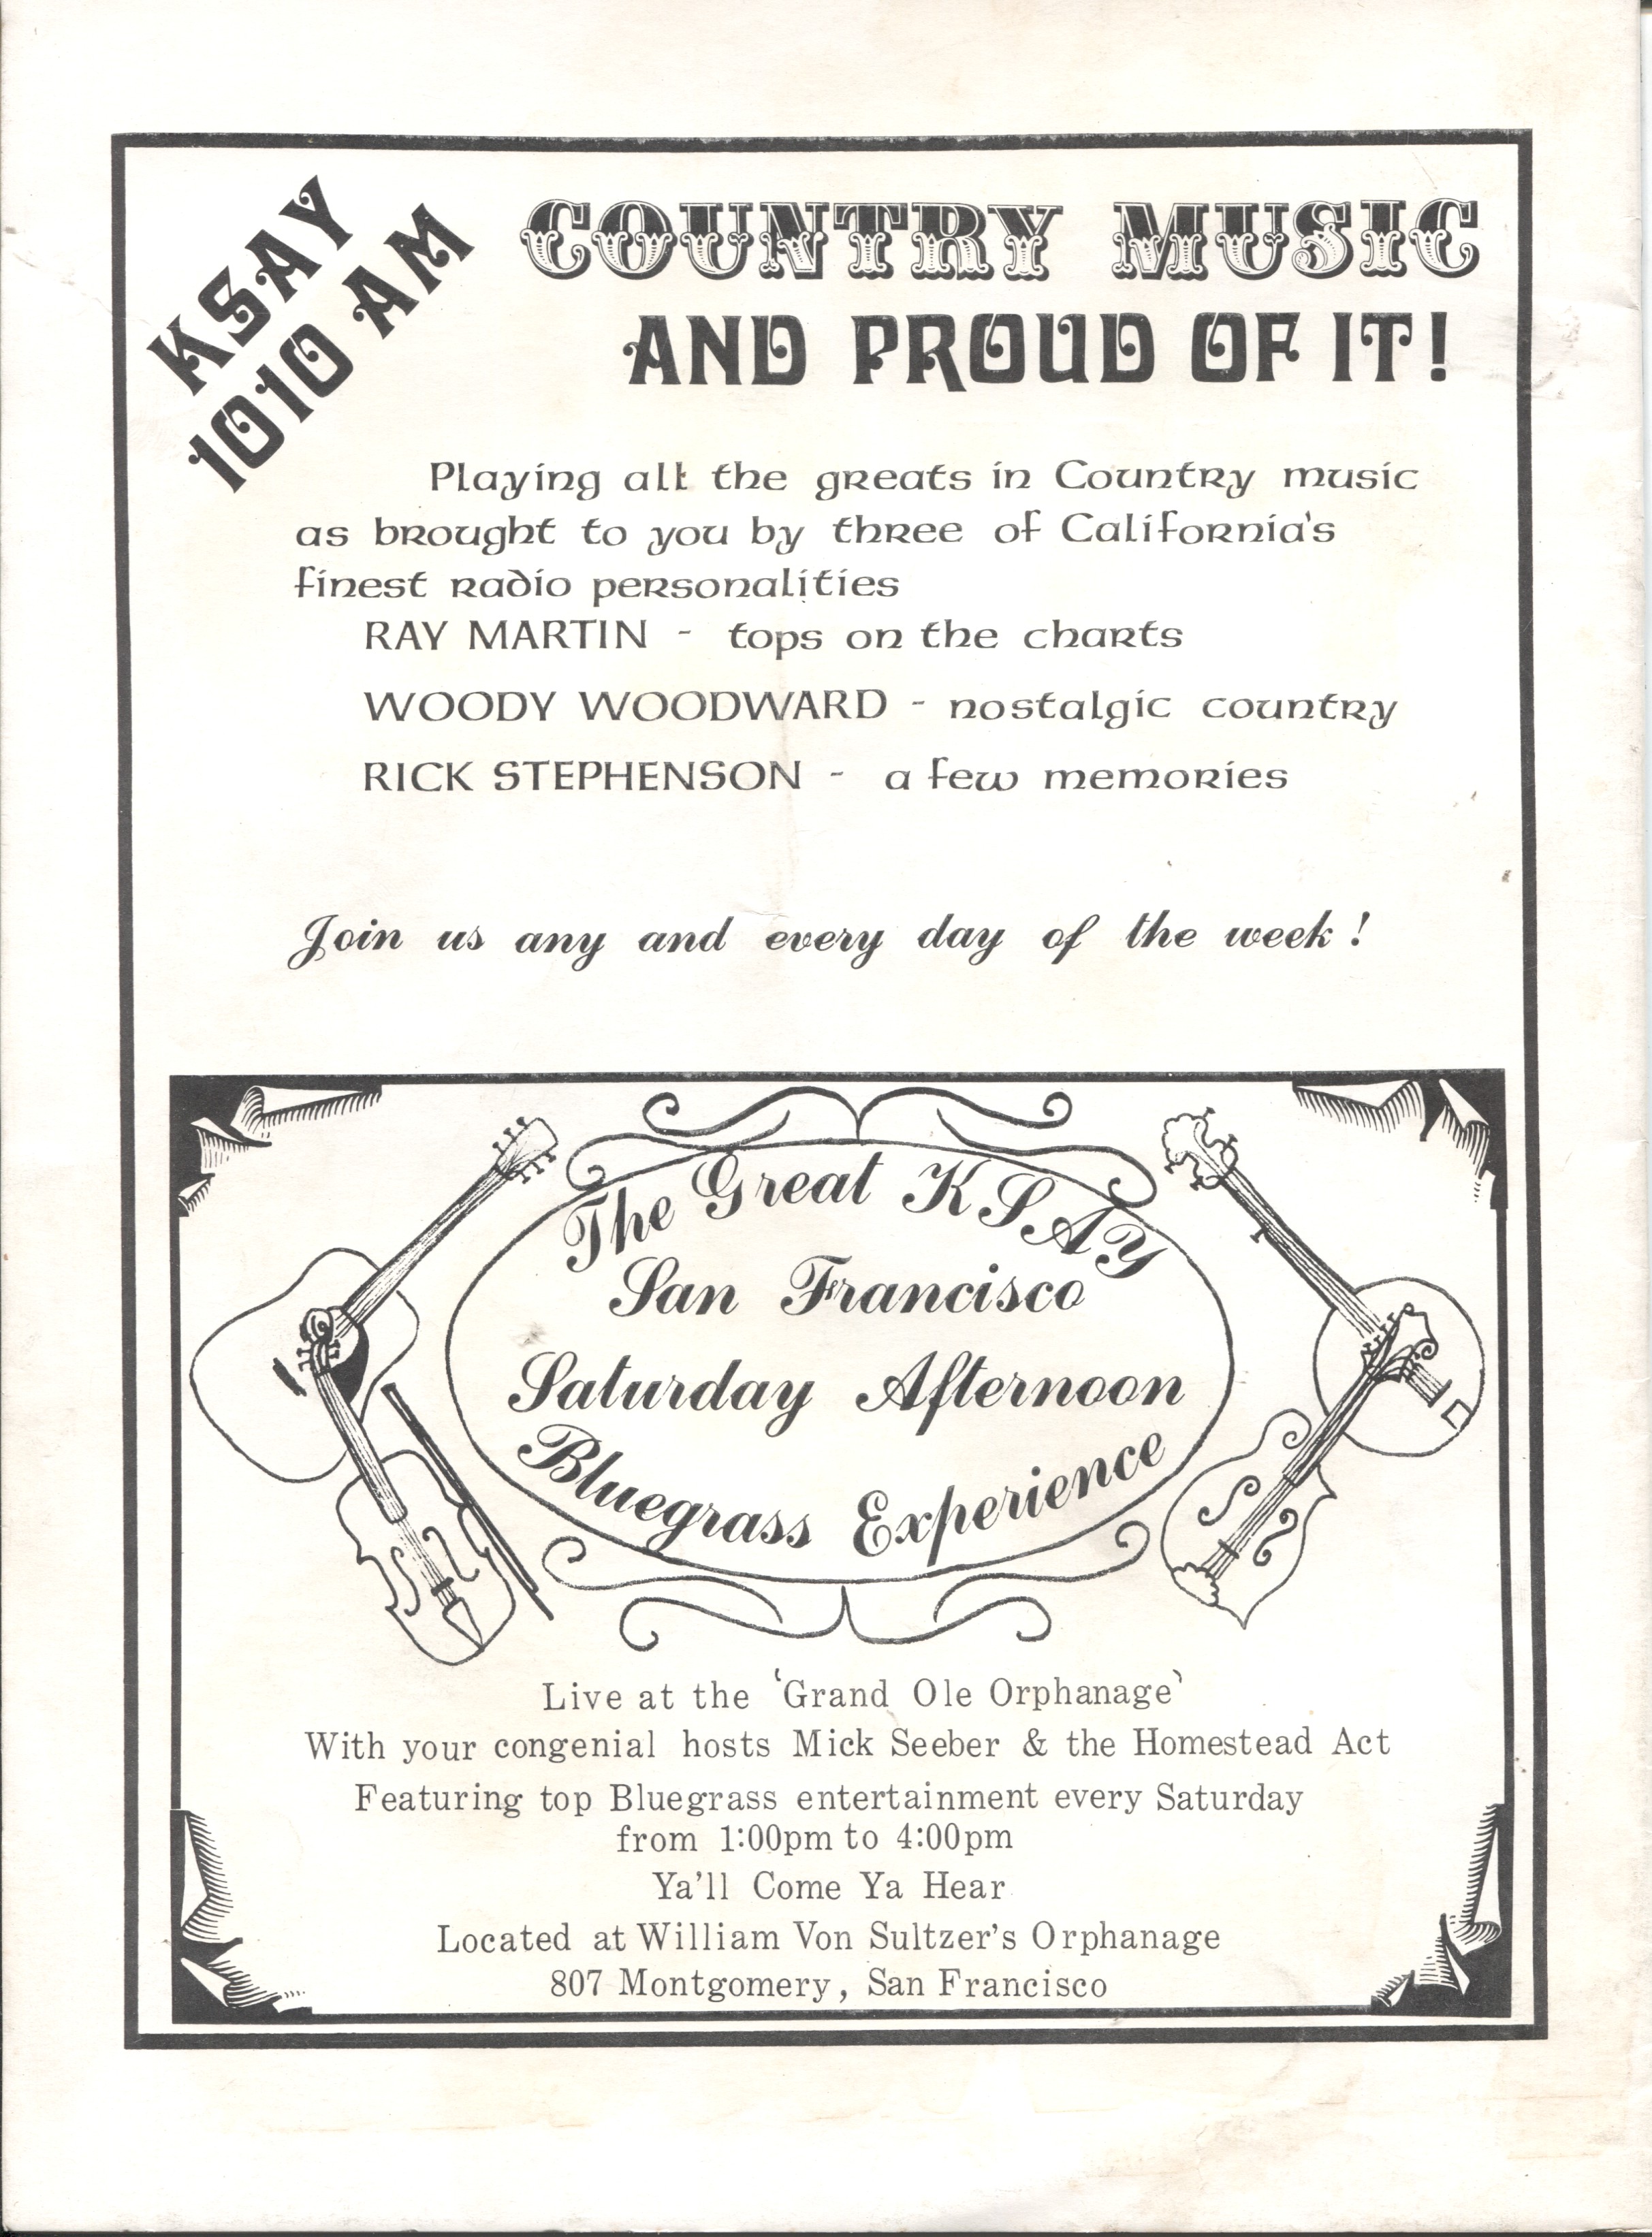 KSAY
1010 AM
COUNTRY MUSIC
AND PROUD OF IT!
Playing all the greats in Country music
as brought to you by three of California's
finest radio personalities
RAY MARTIN - tops on the charts
WOODY WOODWARD - nostalgic country
RICK STEPHENSON - a few memories
Join us any and every day of the week!
The Great KSAY
San Francisco
Saturday Afternoon
Bluegrass Experience
Live at the 'Grand Ole Orphanage'
With your congenial hosts Mick Seeber & the Homestead Act
Featuring top Bluegrass entertainment every Saturday
from 1:00pm to 4:00pm
Ya'll Come Ya Hear
Located at William Von Sultzer's Orphanage
807 Montgomery, San Francisco